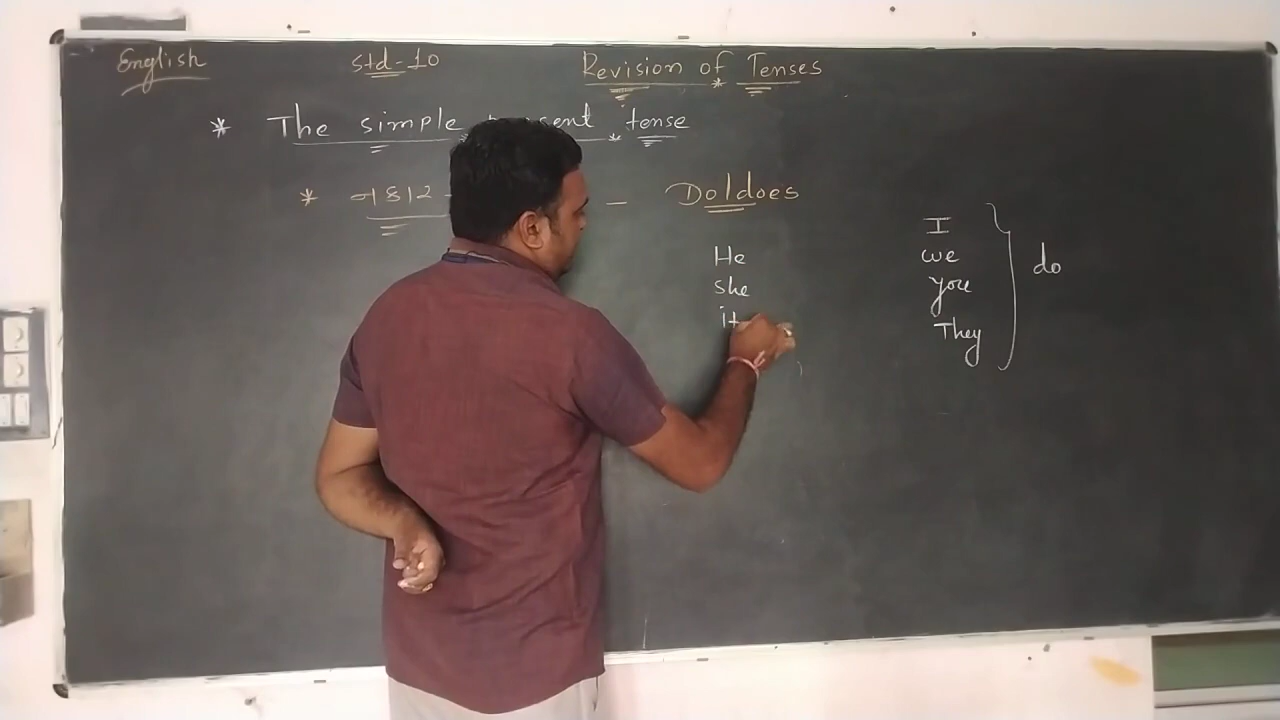 English std-10 Revision of Tenses
* The simple present tense
* નકાર - Do/does
He
she
it
I
we
you
They
do